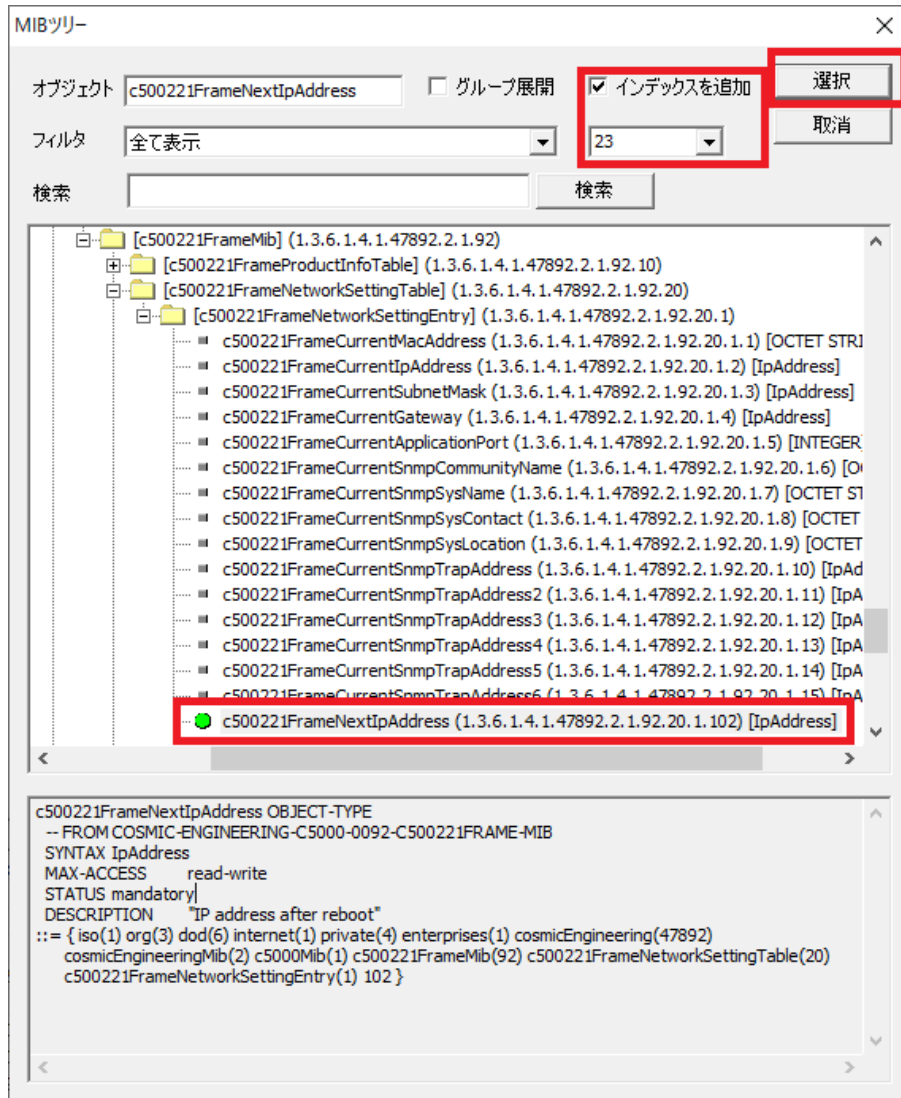 MIBツリー
オブジェクト c500221FrameNextIpAddress グループ展開 インデックスを追加 選択
フィルタ 全て表示 23 取消
検索 検索
[c500221FrameMib] (1.3.6.1.4.1.47892.2.1.92)
[c500221FrameProductInfoTable] (1.3.6.1.4.1.47892.2.1.92.10)
[c500221FrameNetworkSettingTable] (1.3.6.1.4.1.47892.2.1.92.20)
[c500221FrameNetworkSettingEntry] (1.3.6.1.4.1.47892.2.1.92.20.1)
c500221FrameCurrentMacAddress (1.3.6.1.4.1.47892.2.1.92.20.1.1) [OCTET STRI
c500221FrameCurrentIpAddress (1.3.6.1.4.1.47892.2.1.92.20.1.2) [IpAddress]
c500221FrameCurrentSubnetMask (1.3.6.1.4.1.47892.2.1.92.20.1.3) [IpAddress]
c500221FrameCurrentGateway (1.3.6.1.4.1.47892.2.1.92.20.1.4) [IpAddress]
c500221FrameCurrentApplicationPort (1.3.6.1.4.1.47892.2.1.92.20.1.5) [INTEGER]
c500221FrameCurrentSnmpCommunityName (1.3.6.1.4.1.47892.2.1.92.20.1.6) [O
c500221FrameCurrentSnmpSysName (1.3.6.1.4.1.47892.2.1.92.20.1.7) [OCTET ST
c500221FrameCurrentSnmpSysContact (1.3.6.1.4.1.47892.2.1.92.20.1.8) [OCTET
c500221FrameCurrentSnmpSysLocation (1.3.6.1.4.1.47892.2.1.92.20.1.9) [OCTET
c500221FrameCurrentSnmpTrapAddress (1.3.6.1.4.1.47892.2.1.92.20.1.10) [IpAd
c500221FrameCurrentSnmpTrapAddress2 (1.3.6.1.4.1.47892.2.1.92.20.1.11) [IpA
c500221FrameCurrentSnmpTrapAddress3 (1.3.6.1.4.1.47892.2.1.92.20.1.12) [IpA
c500221FrameCurrentSnmpTrapAddress4 (1.3.6.1.4.1.47892.2.1.92.20.1.13) [IpA
c500221FrameCurrentSnmpTrapAddress5 (1.3.6.1.4.1.47892.2.1.92.20.1.14) [IpA
c500221FrameCurrentSnmpTrapAddress6 (1.3.6.1.4.1.47892.2.1.92.20.1.15) [IpA
c500221FrameNextIpAddress (1.3.6.1.4.1.47892.2.1.92.20.1.102) [IpAddress]
c500221FrameNextIpAddress OBJECT-TYPE
-- FROM COSMIC-ENGINEERING-C5000-0092-C500221FRAME-MIB
SYNTAX IpAddress
MAX-ACCESS read-write
STATUS mandatory
DESCRIPTION "IP address after reboot"
::= { iso(1) org(3) dod(6) internet(1) private(4) enterprises(1) cosmicEngineering(47892)
cosmicEngineeringMib(2) c5000Mib(1) c500221FrameMib(92) c500221FrameNetworkSettingTable(20)
c500221FrameNetworkSettingEntry(1) 102 }